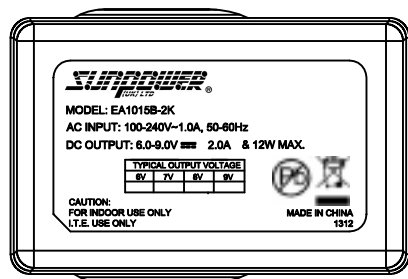 SUNPOWER®
(UK) LTD
MODEL: EA1015B-2K
AC INPUT: 100-240V~1.0A, 50-60Hz
DC OUTPUT: 6.0-9.0V 2.0A & 12W MAX.
TYPICAL OUTPUT VOLTAGE
6V 7V 8V 9V
CAUTION:
FOR INDOOR USE ONLY
I.T.E. USE ONLY
MADE IN CHINA
1312